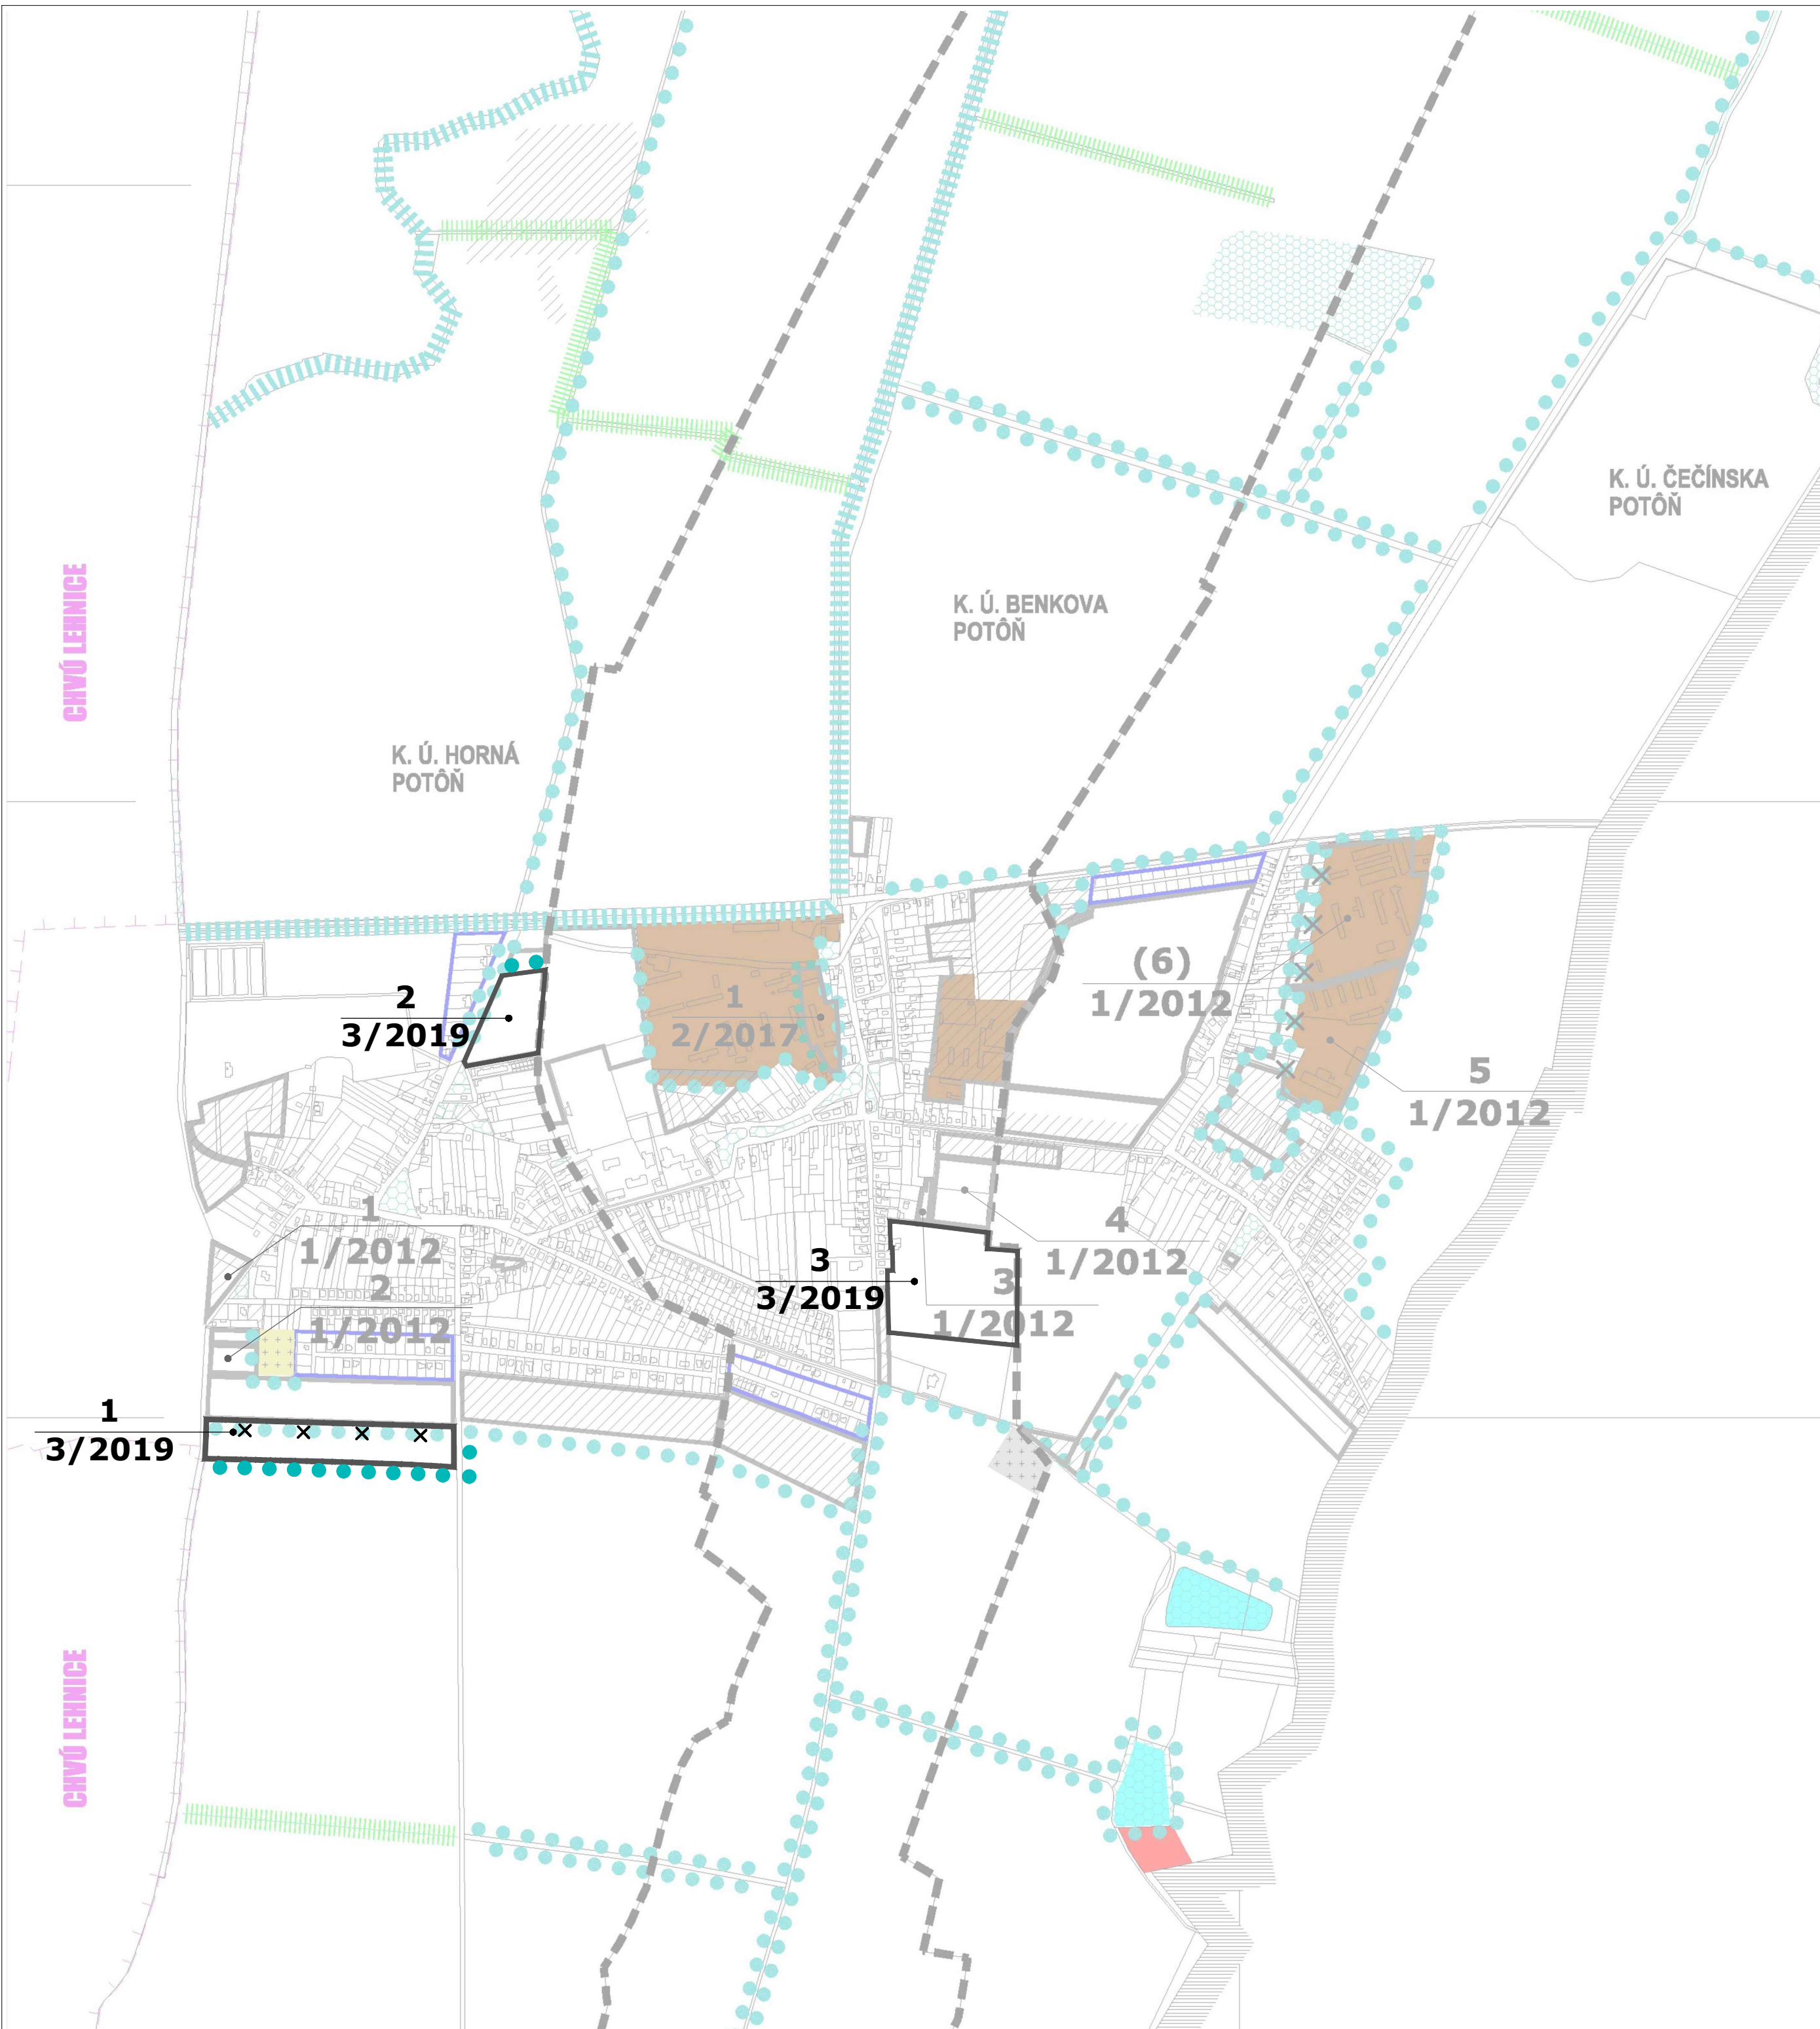 K. Ú. ČEČÍNSKA
POTÔŇ
CHVÚ LEHNICE
K. Ú. BENKOVA
POTÔŇ
K. Ú. HORNÁ
POTÔŇ
(6)
1/2012
2
3/2019
1
2/2017
5
1/2012
1
1/2012
4
1/2012
3
3/2019
3
1/2012
2
1/2012
1
3/2019
CHVÚ LEHNICE